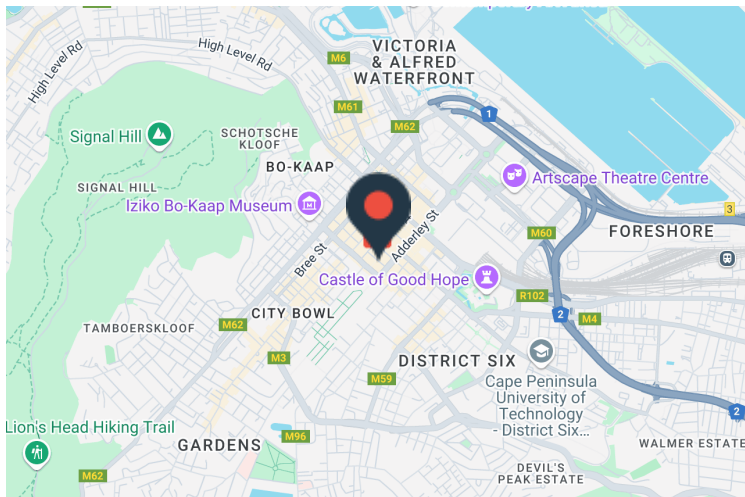 High Level Rd
High Level Rd
VICTORIA
& ALFRED
WATERFRONT
M6
M61
M62
1
Signal Hill
SCHOTSCHE
KLOOF
BO-KAAP
SIGNAL HILL
Artscape Theatre Centre
Iziko Bo-Kaap Museum
3
M60
FORESHORE
Adderley St
Bree St
Castle of Good Hope
R102
CITY BOWL
2
M4
TAMBOERSKLOOF
M62
M3
DISTRICT SIX
M59
Cape Peninsula
University of
Technology
- District Six...
2
Lion's Head Hiking Trail
M96
GARDENS
WALMER ESTATE
M62
DEVIL'S
PEAK ESTATE